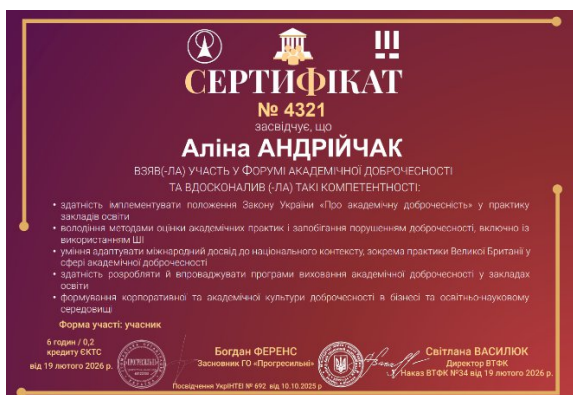 СЕРТИФІКАТ
№ 4321
засвідчує, що
Аліна АНДРІЙЧАК
ВЗЯВ(-ЛА) УЧАСТЬ У ФОРУМІ АКАДЕМІЧНОЇ ДОБРОЧЕСНОСТІ
ТА ВДОСКОНАЛИВ (-ЛА) ТАКІ КОМПЕТЕНТНОСТІ:
• здатність імплементувати положення Закону України «Про академічну доброчесність» у практику
закладів освіти
• володіння методами оцінки академічних практик і запобігання порушенням доброчесності, включно із
використанням ШІ
• уміння адаптувати міжнародний досвід до національного контексту, зокрема практики Великої Британії у
сфері академічної доброчесності
• здатність розробляти й впроваджувати програми виховання академічної доброчесності у закладах
освіти
• формування корпоративної та академічної культури доброчесності в бізнесі та освітньо-науковому
середовищі
Форма участі: учасник
6 годин / 0,2
кредиту ЄКТС
від 19 лютого 2026 р.
Богдан ФЕРЕНС
Засновник ГО «Прогресильні»
Світлана ВАСИЛЮК
Директор ВТФК
Наказ ВТФК №34 від 19 лютого 2026 р.
Посвідчення УкрІНТЕІ № 692 від 10.10.2025 р